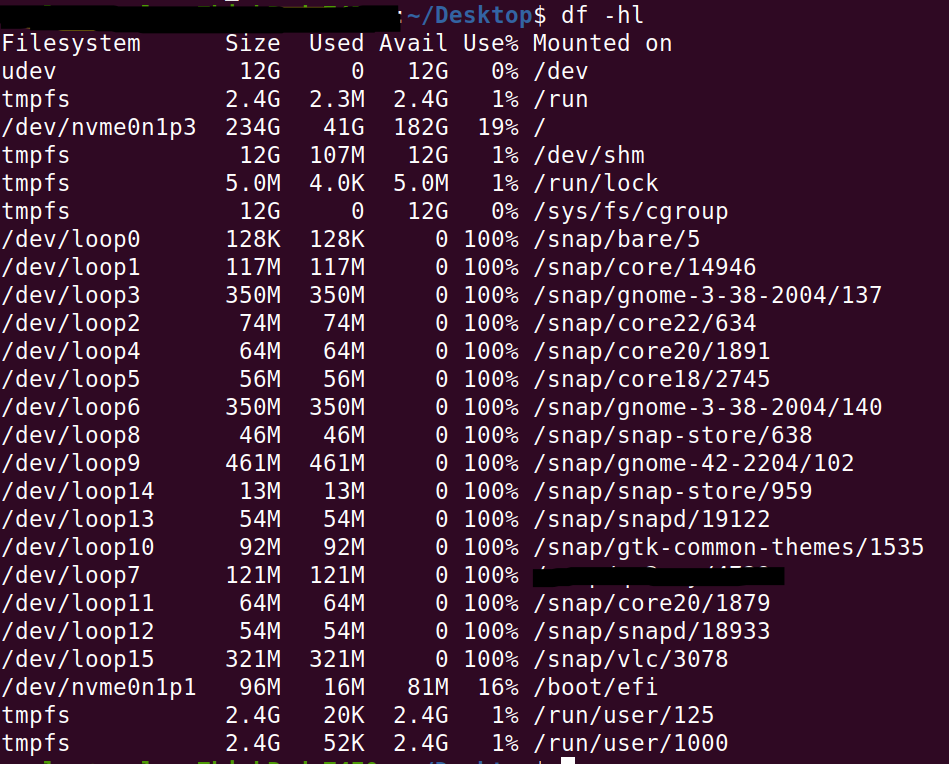 :~/Desktop$ df -hl
Filesystem Size Used Avail Use% Mounted on
udev 12G 0 12G 0% /dev
tmpfs 2.4G 2.3M 2.4G 1% /run
/dev/nvme0n1p3 234G 41G 182G 19% /
tmpfs 12G 107M 12G 1% /dev/shm
tmpfs 5.0M 4.0K 5.0M 1% /run/lock
tmpfs 12G 0 12G 0% /sys/fs/cgroup
/dev/loop0 128K 128K 0 100% /snap/bare/5
/dev/loop1 117M 117M 0 100% /snap/core/14946
/dev/loop3 350M 350M 0 100% /snap/gnome-3-38-2004/137
/dev/loop2 74M 74M 0 100% /snap/core22/634
/dev/loop4 64M 64M 0 100% /snap/core20/1891
/dev/loop5 56M 56M 0 100% /snap/core18/2745
/dev/loop6 350M 350M 0 100% /snap/gnome-3-38-2004/140
/dev/loop8 46M 46M 0 100% /snap/snap-store/638
/dev/loop9 461M 461M 0 100% /snap/gnome-42-2204/102
/dev/loop14 13M 13M 0 100% /snap/snap-store/959
/dev/loop13 54M 54M 0 100% /snap/snapd/19122
/dev/loop10 92M 92M 0 100% /snap/gtk-common-themes/1535
/dev/loop7 121M 121M 0 100%
/dev/loop11 64M 64M 0 100% /snap/core20/1879
/dev/loop12 54M 54M 0 100% /snap/snapd/18933
/dev/loop15 321M 321M 0 100% /snap/vlc/3078
/dev/nvme0n1p1 96M 16M 81M 16% /boot/efi
tmpfs 2.4G 20K 2.4G 1% /run/user/125
tmpfs 2.4G 52K 2.4G 1% /run/user/1000